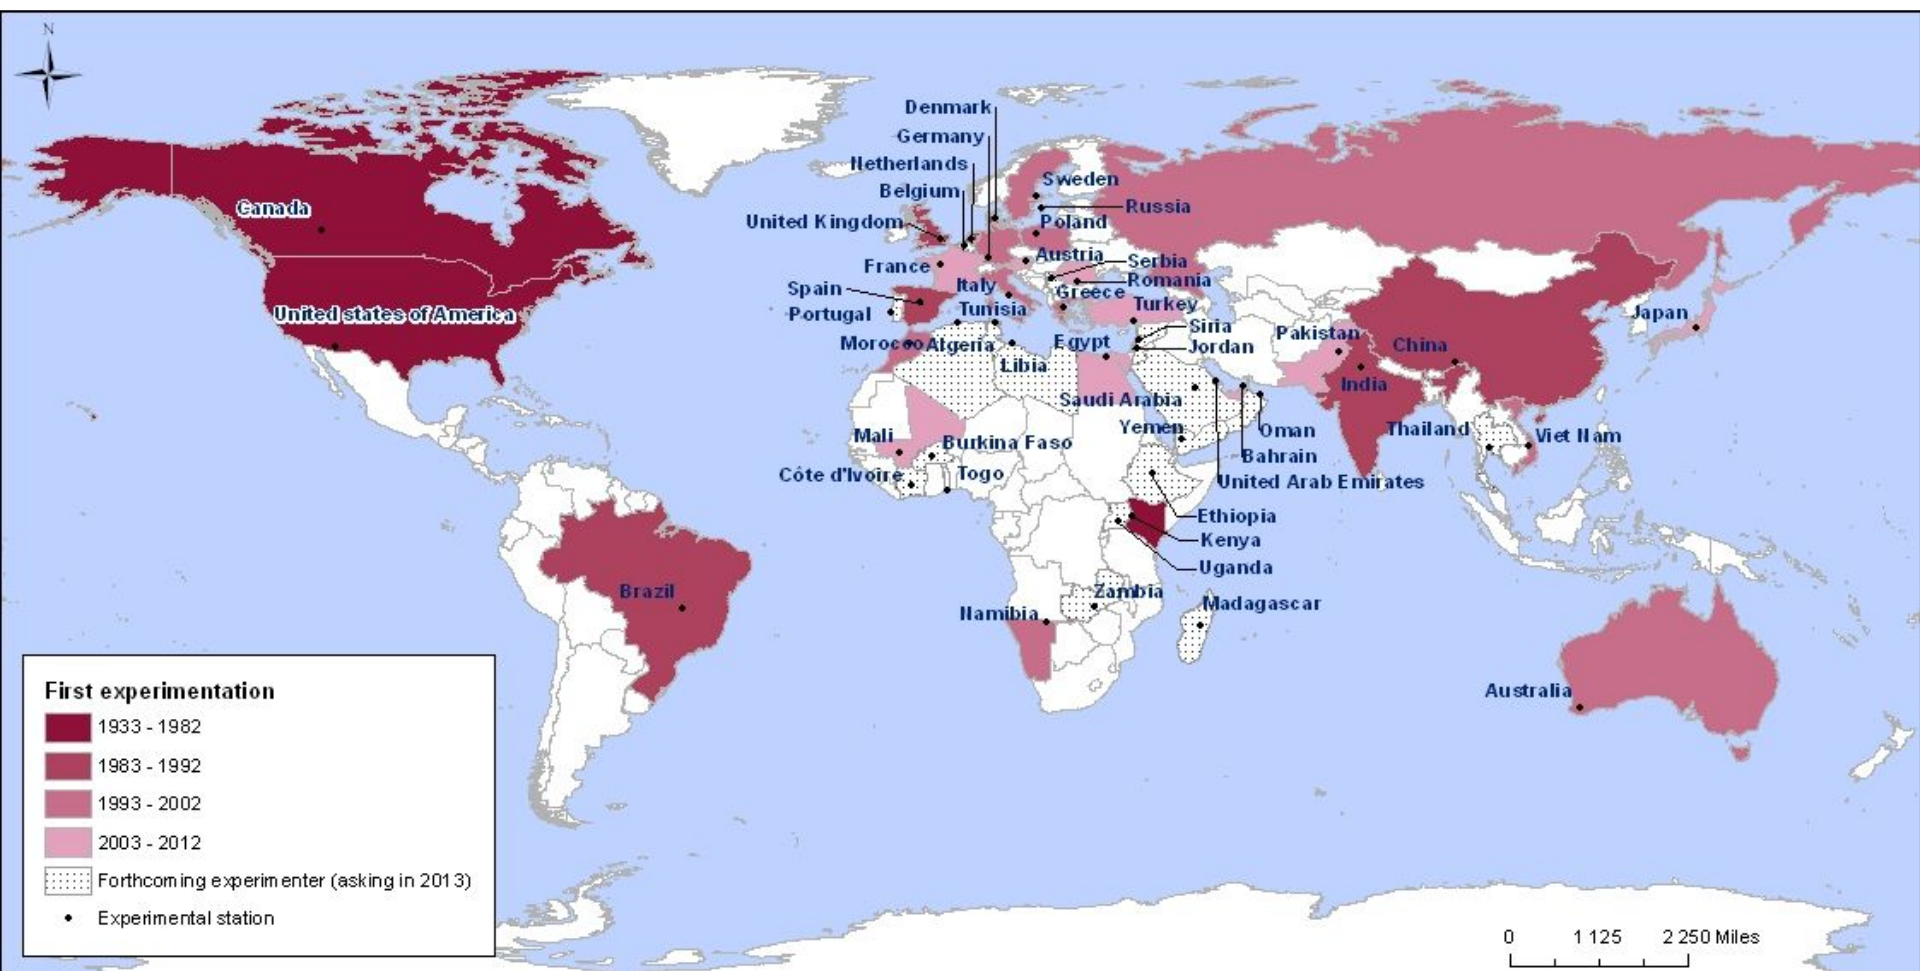 N
Denmark
Germany
Netherlands
Belgium
Sweden
United Kingdom
Russia
Poland
Canada
France
Austria
Serbia
Spain
Italy
Romania
Greece
Portugal
Tunisia
Turkey
United states of America
Siria
Japan
Morocco
Algeria
Egypt
Jordan
Pakistan
China
Libia
India
Saudi Arabia
Mali
Burkina Faso
Yemen
Oman
Thailand
Viet Nam
Bahrain
Côte d'Ivoire
Togo
United Arab Emirates
Ethiopia
Kenya
Uganda
Brazil
Zambia
Namibia
Madagascar
Australia
First experimentation
1933 - 1982
1983 - 1992
1993 - 2002
2003 - 2012
Forthcoming experimenter (asking in 2013)
Experimental station
0 1 125 2 250 Miles